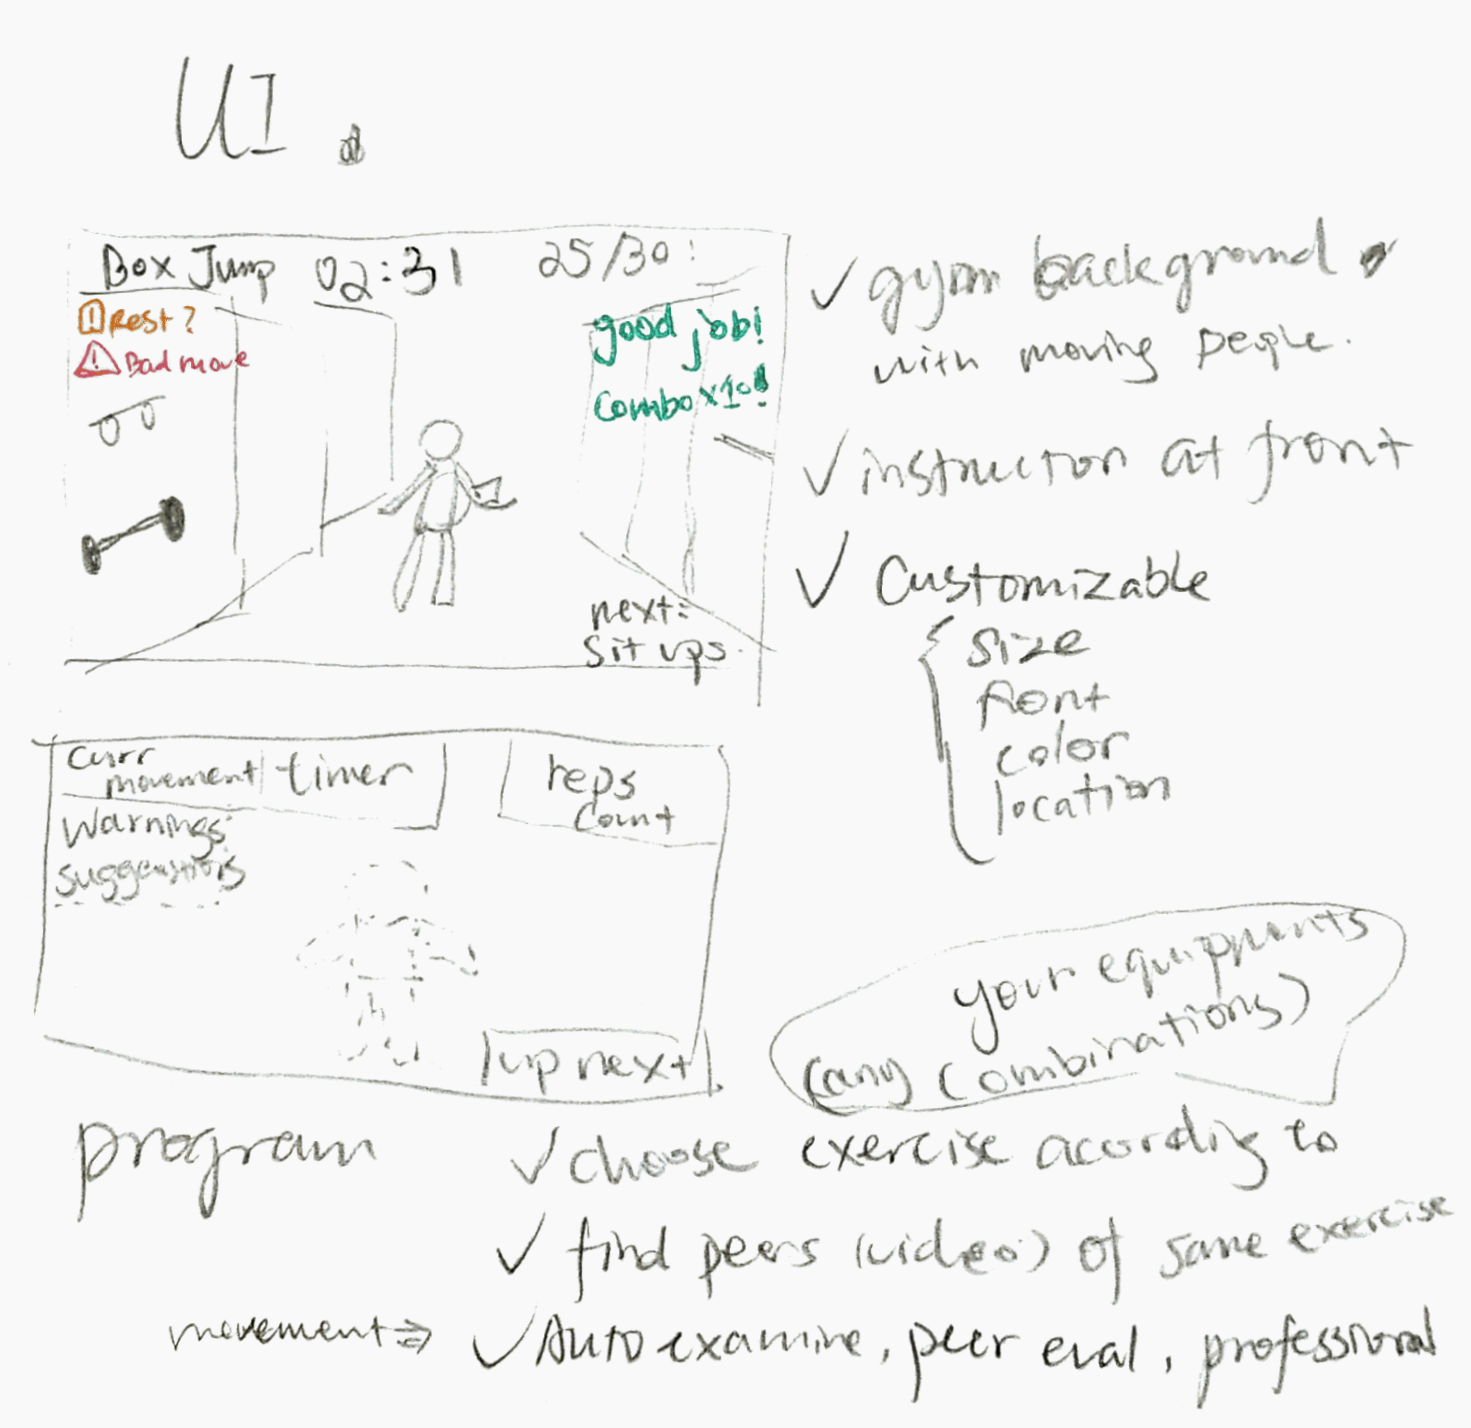 UI.
Box Jump 02:31 25/30!
! Rest?
! Bad move
good job!
Combo x10!
next:
Sit ups.
✓ gym background
with moving people.
✓ instructor at front
✓ Customizable
{ size
font
color
location
curr
movement
timer
reps
count
Warnings
suggestions
up next
your equippments
(any combinations)
program
✓ choose exercise acording to
✓ find peers (video) of same exercise
movement ⇒ ✓ Auto examine, peer eval, professional